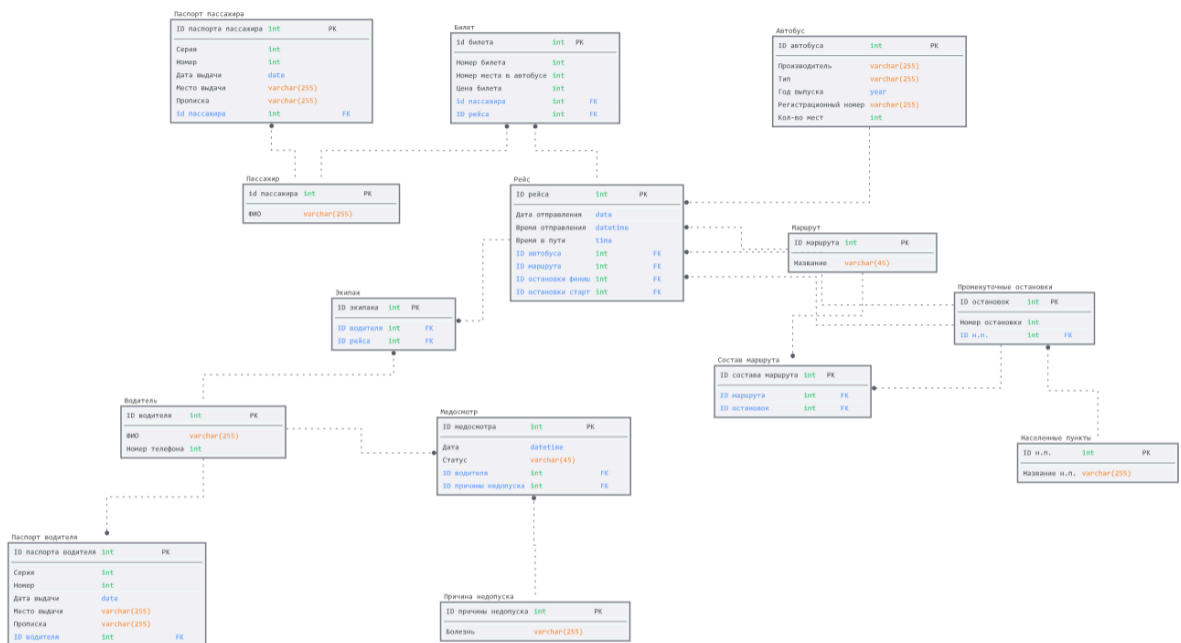 Паспорт пассажира
ID паспорта пассажира int PK
Серия int
Номер int
Дата выдачи date
Место выдачи varchar(255)
Прописка varchar(255)
id пассажира int FK
Билет
id билета int PK
Номер билета int
Номер места в автобусе int
Цена билета int
id пассажира int FK
ID рейса int FK
Автобус
ID автобуса int PK
Производитель varchar(255)
Тип varchar(255)
Год выпуска year
Регистрационный номер varchar(255)
Кол-во мест int
Пассажир
id пассажира int PK
ФИО varchar(255)
Рейс
ID рейса int PK
Дата отправления date
Время отправления datetime
Время в пути time
ID автобуса int FK
ID маршрута int FK
ID остановки финиш int FK
ID остановки старт int FK
Маршрут
ID маршрута int PK
Название varchar(45)
Промежуточные остановки
ID остановок int PK
Номер остановки int
ID н.п. int FK
Экипаж
ID экипажа int PK
ID водителя int FK
ID рейса int FK
Состав маршрута
ID состава маршрута int PK
ID маршрута int FK
ID остановок int FK
Водитель
ID водителя int PK
ФИО varchar(255)
Номер телефона int
Медосмотр
ID медосмотра int PK
Дата datetime
Статус varchar(45)
ID водителя int FK
ID причины недопуска int FK
Населенные пункты
ID н.п. int PK
Название н.п. varchar(255)
Паспорт водителя
ID паспорта водителя int PK
Серия int
Номер int
Дата выдачи date
Место выдачи varchar(255)
Прописка varchar(255)
ID водителя int FK
Причина недопуска
ID причины недопуска int PK
Болезнь varchar(255)